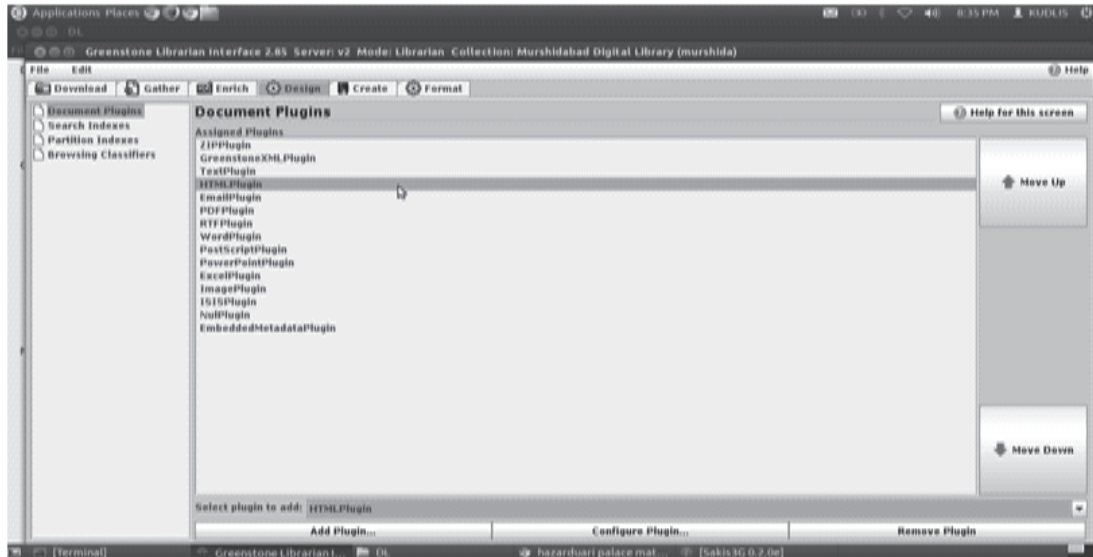 Applications Places 8:35 PM KUDLIS
DL
Greenstone Librarian Interface 2.85 Server: v2 Mode: Librarian Collection: Murshidabad Digital Library (murshida)
File Edit Help
Download Gather Enrich Design Create Format
Document Plugins
Search Indexes
Partition Indexes
Browsing Classifiers
Document Plugins Help for this screen
Assigned Plugins
ZIPPlugin
GreenstoneXMLPlugin
TextPlugin
HTMLPlugin
EmailPlugin
PDFPlugin
RTFPlugin
WordPlugin
PostScriptPlugin
PowerPointPlugin
ExcelPlugin
ImagePlugin
ISISPlugin
NulPlugin
EmbeddedMetadataPlugin
Move Up
Move Down
Select plugin to add: HTMLPlugin
Add Plugin... Configure Plugin... Remove Plugin
[Terminal] Greenstone Librarian I... DL hazarduari palace mat... [Sakis3G 0.2.0e]